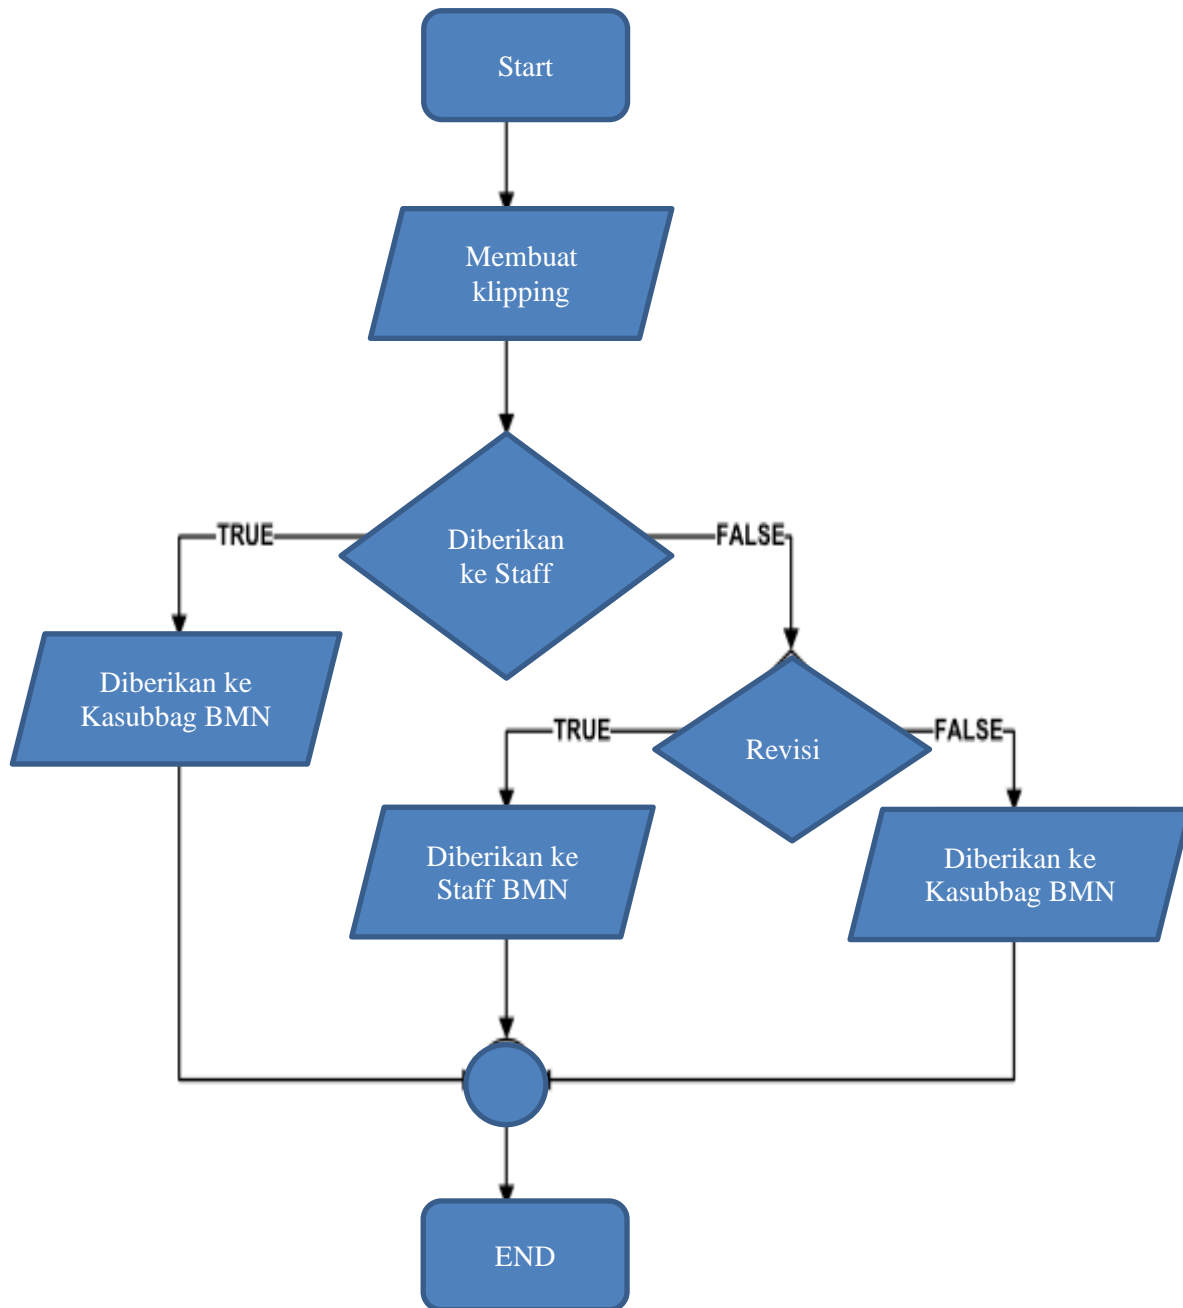 Start
Membuat
klipping
Diberikan
ke Staff
TRUE
FALSE
Diberikan ke
Kasubbag BMN
Revisi
TRUE
FALSE
Diberikan ke
Staff BMN
Diberikan ke
Kasubbag BMN
END